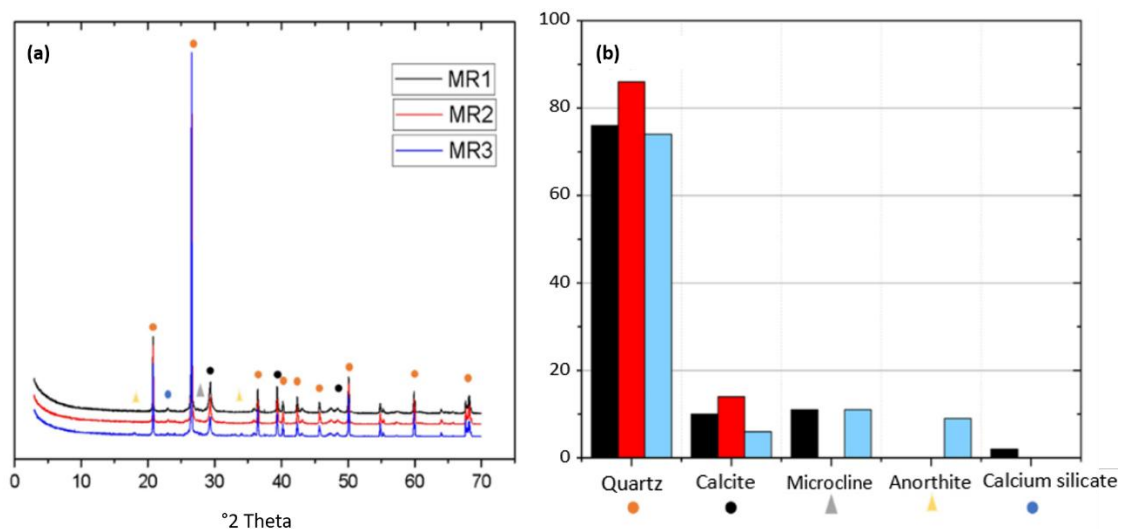 (a)
MR1
MR2
MR3
0 10 20 30 40 50 60 70
°2 Theta
(b)
100
80
60
40
20
0
Quartz Calcite Microcline Anorthite Calcium silicate